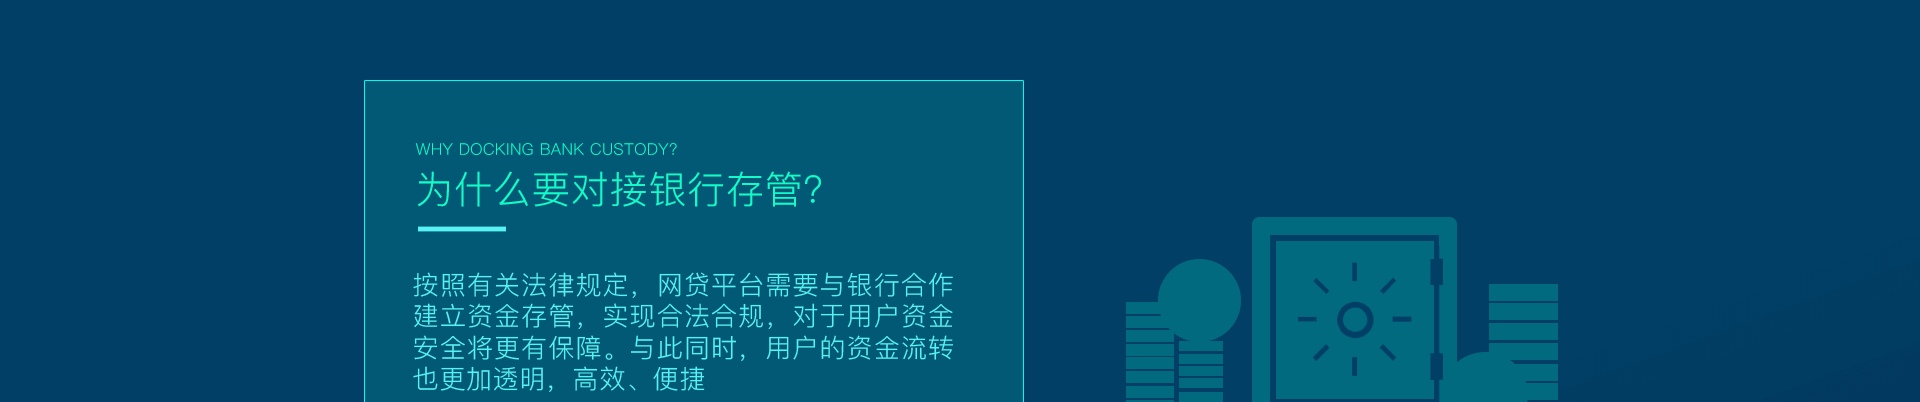 WHY DOCKING BANK CUSTODY?
为什么要对接银行存管?
按照有关法律规定，网贷平台需要与银行合作
建立资金存管，实现合法合规，对于用户资金
安全将更有保障。与此同时，用户的资金流转
也更加透明，高效、便捷